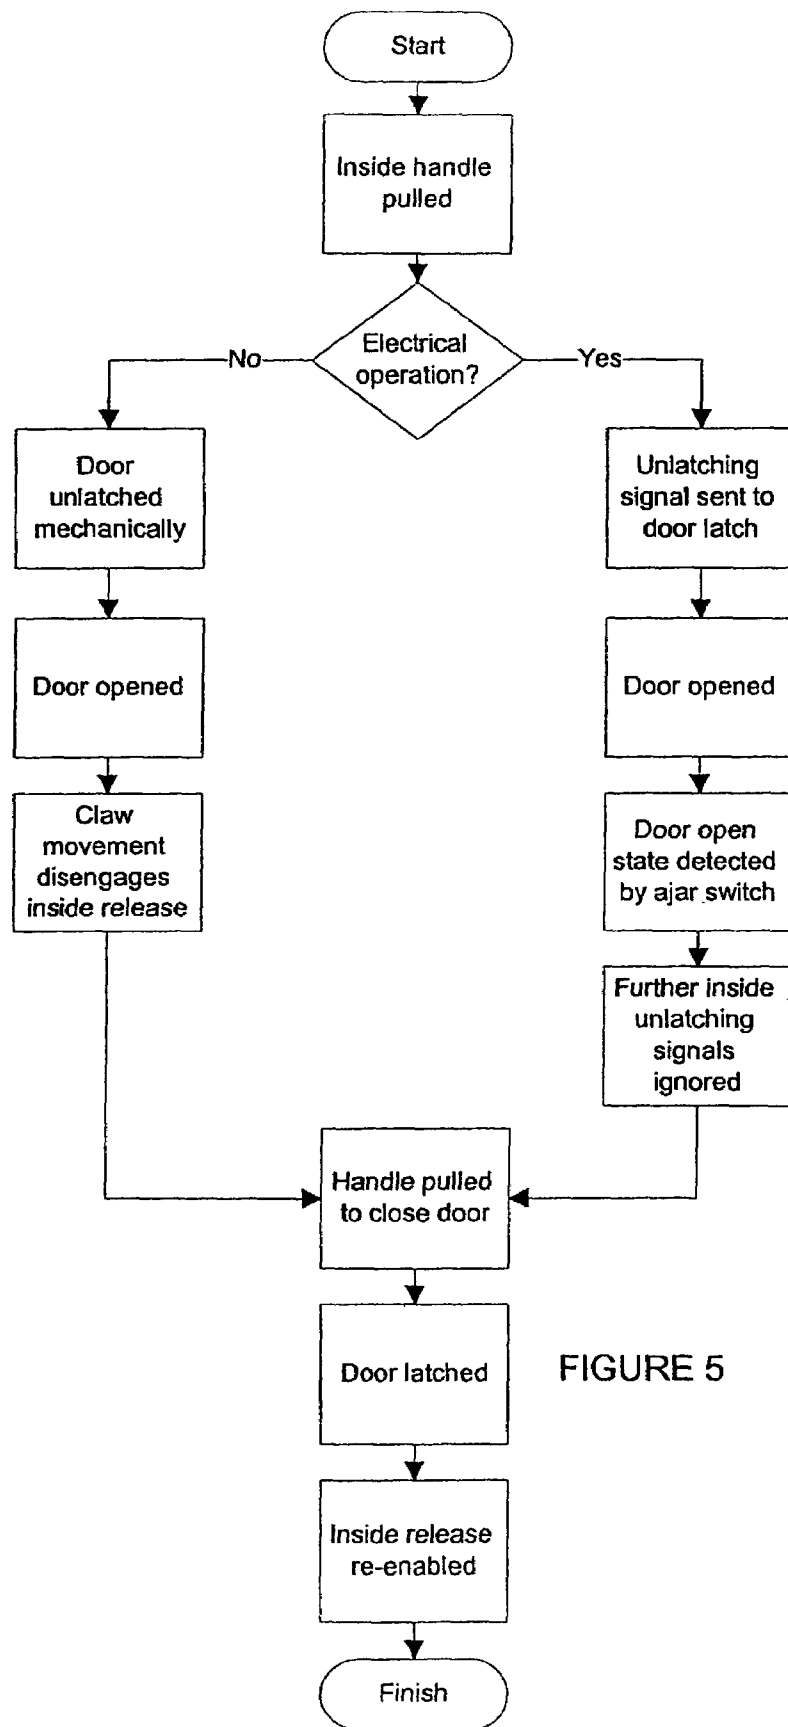 Start
Inside handle
pulled
Electrical
operation?
No
Yes
Door
unlatched
mechanically
Unlatching
signal sent to
door latch
Door opened
Door opened
Claw
movement
disengages
inside release
Door open
state detected
by ajar switch
Further inside
unlatching
signals
ignored
Handle pulled
to close door
Door latched
FIGURE 5
Inside release
re-enabled
Finish